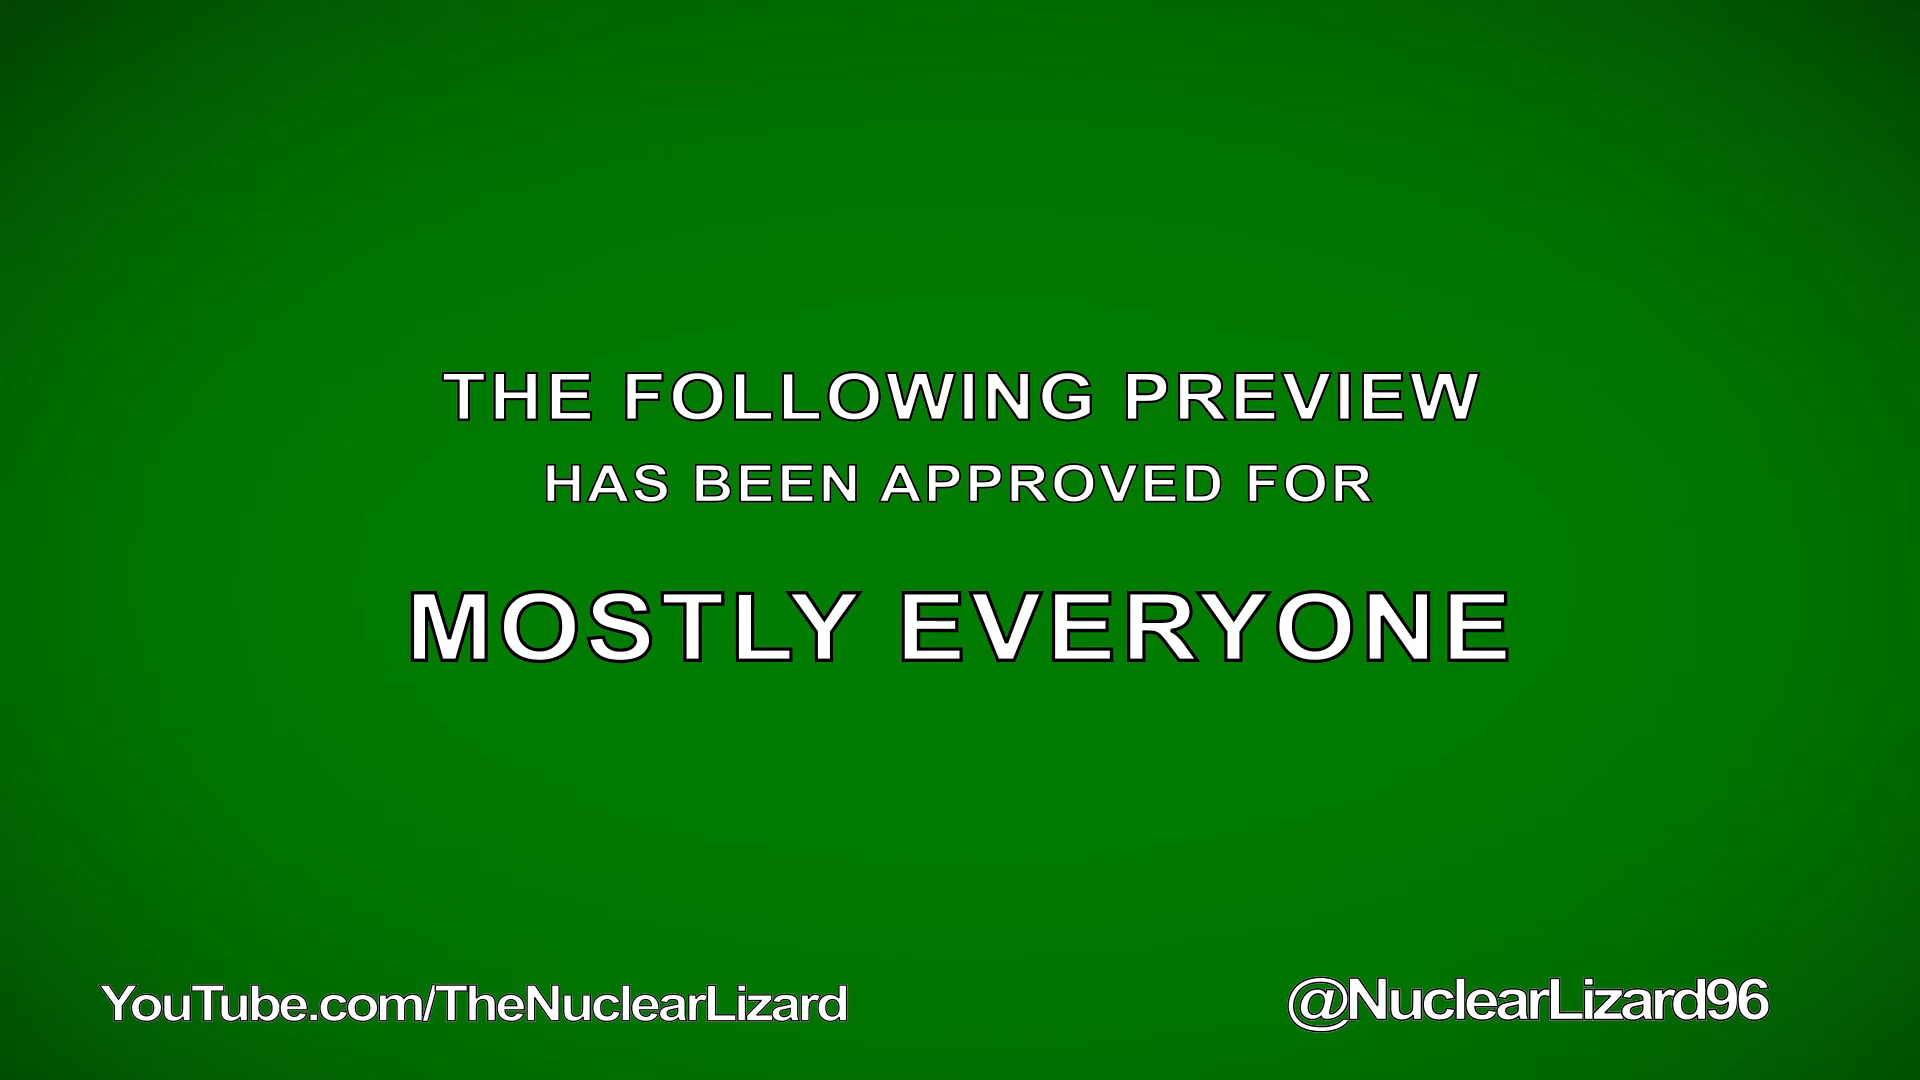 THE FOLLOWING PREVIEW
HAS BEEN APPROVED FOR
MOSTLY EVERYONE
YouTube.com/TheNuclearLizard
@NuclearLizard96